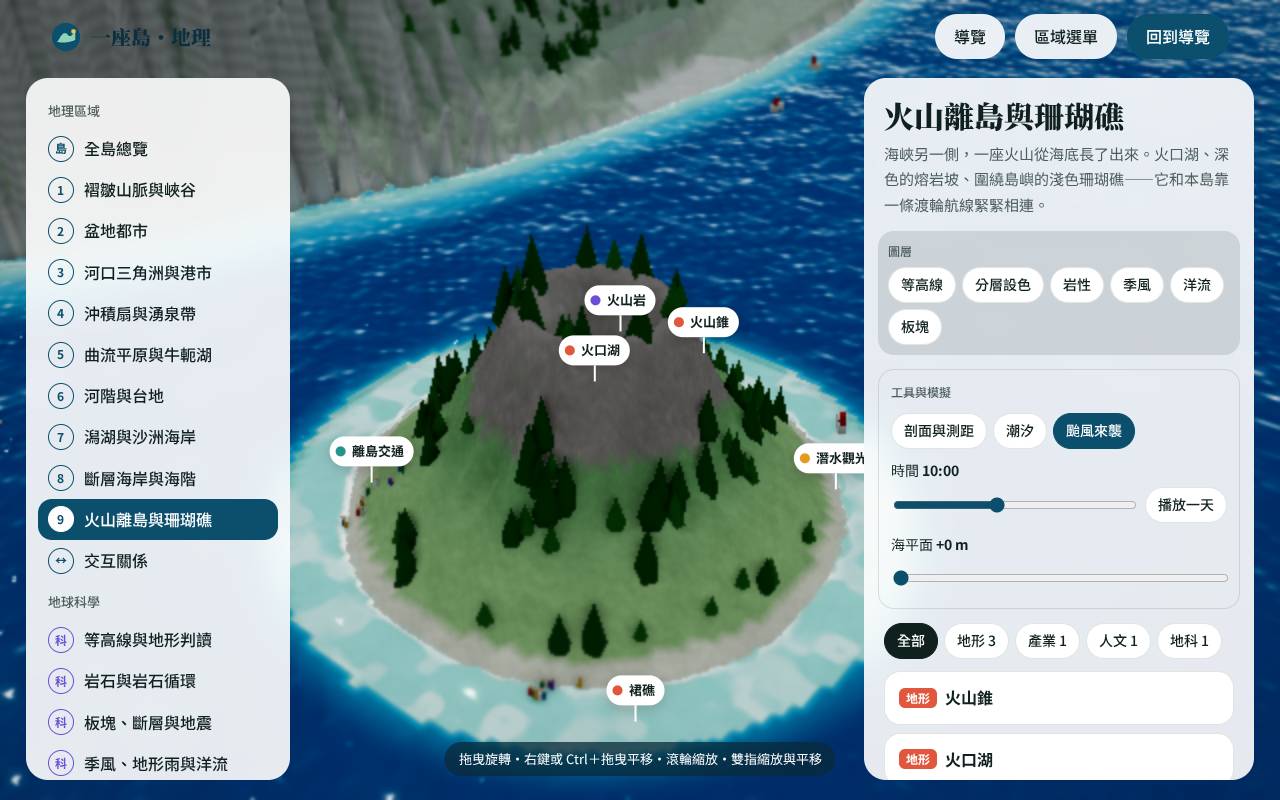 一座島・地理
導覽
區域選單
回到導覽
地理區域
島 全島總覽
1 褶皺山脈與峽谷
2 盆地都市
3 河口三角洲與港市
4 沖積扇與湧泉帶
5 曲流平原與牛軛湖
6 河階與台地
7 潟湖與沙洲海岸
8 斷層海岸與海階
9 火山離島與珊瑚礁
↔ 交互關係
地球科學
科 等高線與地形判讀
科 岩石與岩石循環
科 板塊、斷層與地震
科 季風、地形雨與洋流
火山岩
火山錐
火口湖
離島交通
潛水觀光
裙礁
拖曳旋轉・右鍵或 Ctrl＋拖曳平移・滾輪縮放・雙指縮放與平移
火山離島與珊瑚礁
海峽另一側，一座火山從海底長了出來。火口湖、深
色的熔岩坡、圍繞島嶼的淺色珊瑚礁——它和本島靠
一條渡輪航線緊緊相連。
圖層
等高線 分層設色 岩性 季風 洋流
板塊
工具與模擬
剖面與測距 潮汐 颱風來襲
時間 10:00
播放一天
海平面 +0 m
全部 地形 3 產業 1 人文 1 地科 1
地形 火山錐
地形 火口湖